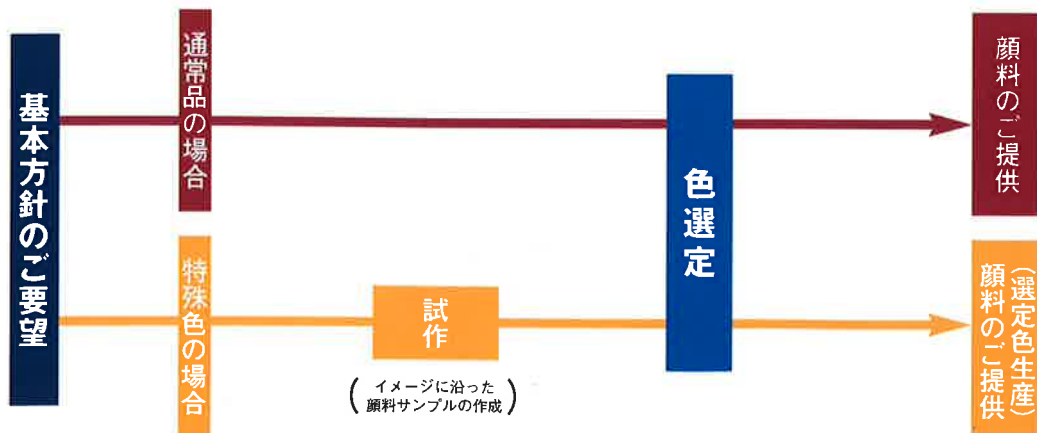 基本方針のご要望
通常品の場合
色選定
顔料のご提供
特殊色の場合
試作
(イメージに沿った
顔料サンプルの作成)
(選定色生産)
顔料のご提供